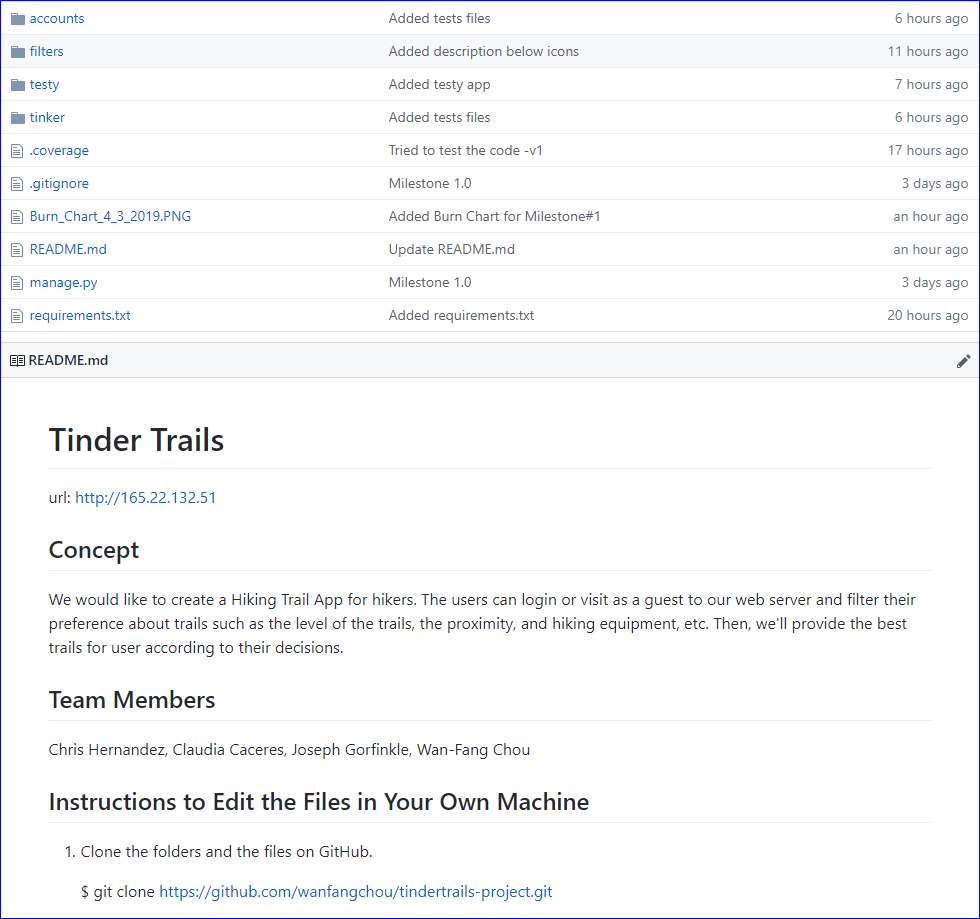 accounts Added tests files 6 hours ago
filters Added description below icons 11 hours ago
testy Added testy app 7 hours ago
tinker Added tests files 6 hours ago
.coverage Tried to test the code -v1 17 hours ago
.gitignore Milestone 1.0 3 days ago
Burn_Chart_4_3_2019.PNG Added Burn Chart for Milestone#1 an hour ago
README.md Update README.md an hour ago
manage.py Milestone 1.0 3 days ago
requirements.txt Added requirements.txt 20 hours ago
README.md
Tinder Trails
url: http://165.22.132.51
Concept
We would like to create a Hiking Trail App for hikers. The users can login or visit as a guest to our web server and filter their
preference about trails such as the level of the trails, the proximity, and hiking equipment, etc. Then, we'll provide the best
trails for user according to their decisions.
Team Members
Chris Hernandez, Claudia Caceres, Joseph Gorfinkle, Wan-Fang Chou
Instructions to Edit the Files in Your Own Machine
1. Clone the folders and the files on GitHub.
$ git clone https://github.com/wanfangchou/tindertrails-project.git